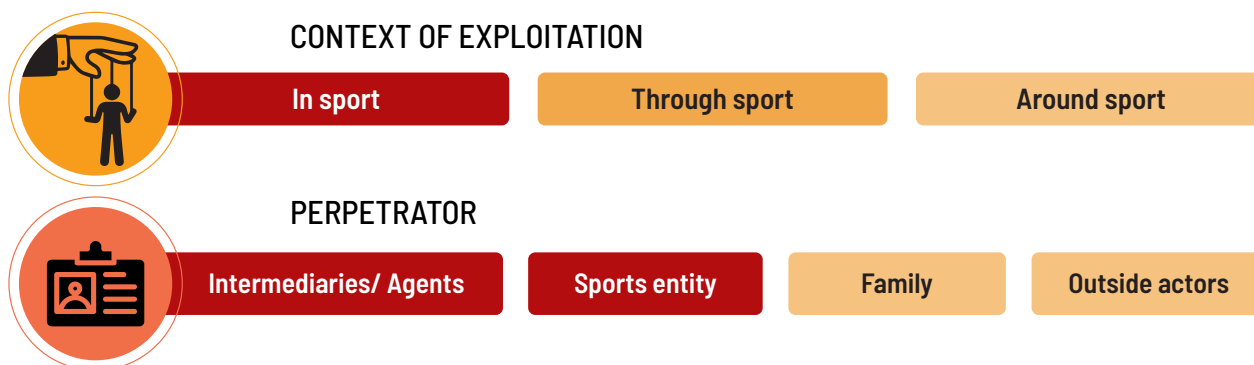 CONTEXT OF EXPLOITATION
In sport Through sport Around sport
PERPETRATOR
Intermediaries/ Agents Sports entity Family Outside actors